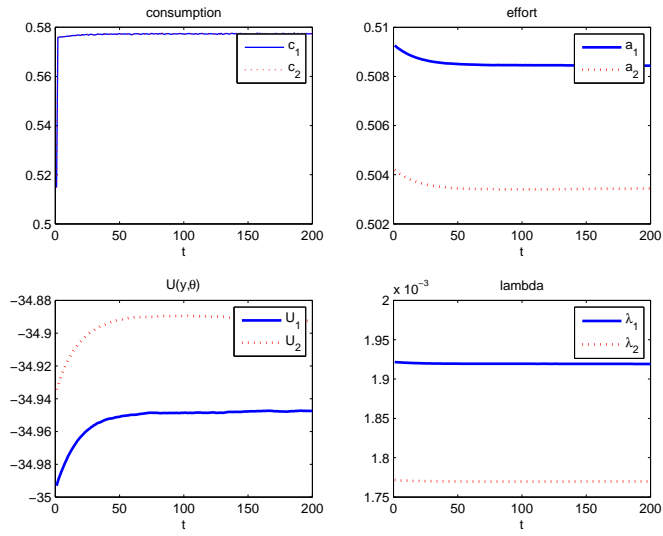 consumption
0.58
0.56
0.54
0.52
0.5
0 50 100 150 200
t
c₁
c₂
effort
0.51
0.508
0.506
0.504
0.502
0 50 100 150 200
t
a₁
a₂
U(y,θ)
−34.88
−34.9
−34.92
−34.94
−34.96
−34.98
−35
0 50 100 150 200
t
U₁
U₂
lambda
x 10⁻³
2
1.95
1.9
1.85
1.8
1.75
0 50 100 150 200
t
λ₁
λ₂